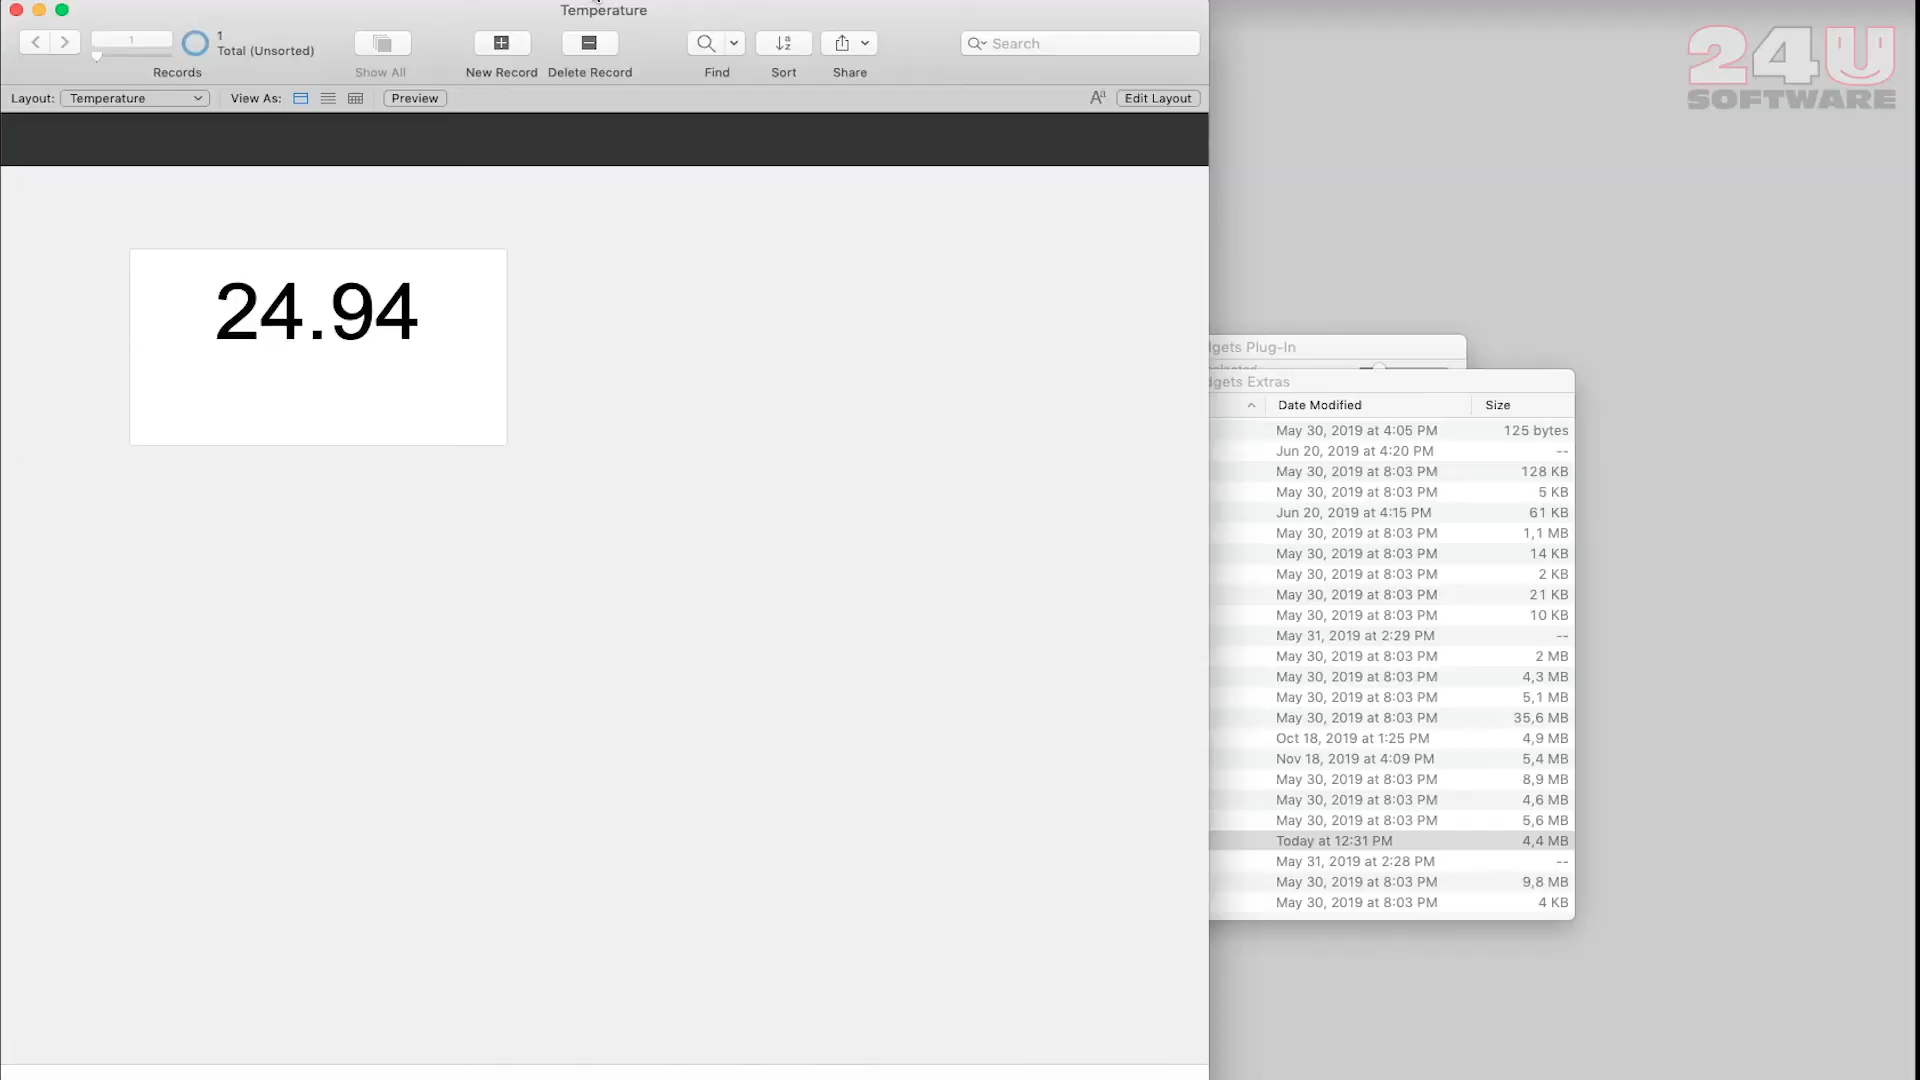 Temperature
1
1
Total (Unsorted)
Records
Show All
New Record
Delete Record
Find
Sort
Share
Search
Layout: Temperature
View As:
Preview
Aa
Edit Layout
24.94
24U
SOFTWARE
gets Plug-In
gets Extras
Date Modified Size
May 30, 2019 at 4:05 PM 125 bytes
Jun 20, 2019 at 4:20 PM --
May 30, 2019 at 8:03 PM 128 KB
May 30, 2019 at 8:03 PM 5 KB
Jun 20, 2019 at 4:15 PM 61 KB
May 30, 2019 at 8:03 PM 1,1 MB
May 30, 2019 at 8:03 PM 14 KB
May 30, 2019 at 8:03 PM 2 KB
May 30, 2019 at 8:03 PM 21 KB
May 30, 2019 at 8:03 PM 10 KB
May 31, 2019 at 2:29 PM --
May 30, 2019 at 8:03 PM 2 MB
May 30, 2019 at 8:03 PM 4,3 MB
May 30, 2019 at 8:03 PM 5,1 MB
May 30, 2019 at 8:03 PM 35,6 MB
Oct 18, 2019 at 1:25 PM 4,9 MB
Nov 18, 2019 at 4:09 PM 5,4 MB
May 30, 2019 at 8:03 PM 8,9 MB
May 30, 2019 at 8:03 PM 4,6 MB
May 30, 2019 at 8:03 PM 5,6 MB
Today at 12:31 PM 4,4 MB
May 31, 2019 at 2:28 PM --
May 30, 2019 at 8:03 PM 9,8 MB
May 30, 2019 at 8:03 PM 4 KB